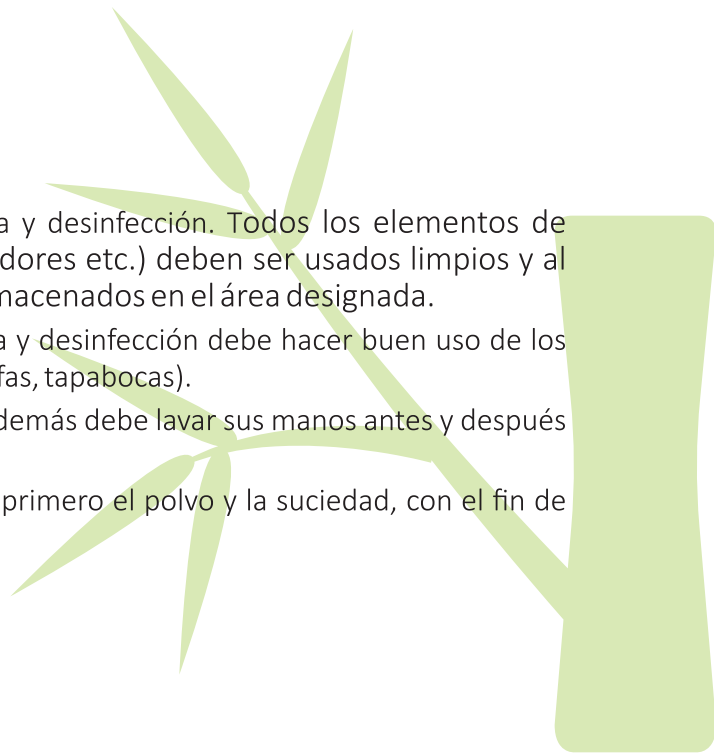 a y desinfección. Todos los elementos de
dores etc.) deben ser usados limpios y al
macenados en el área designada.
a y desinfección debe hacer buen uso de los
fas, tapabocas).
demás debe lavar sus manos antes y después
primero el polvo y la suciedad, con el fin de